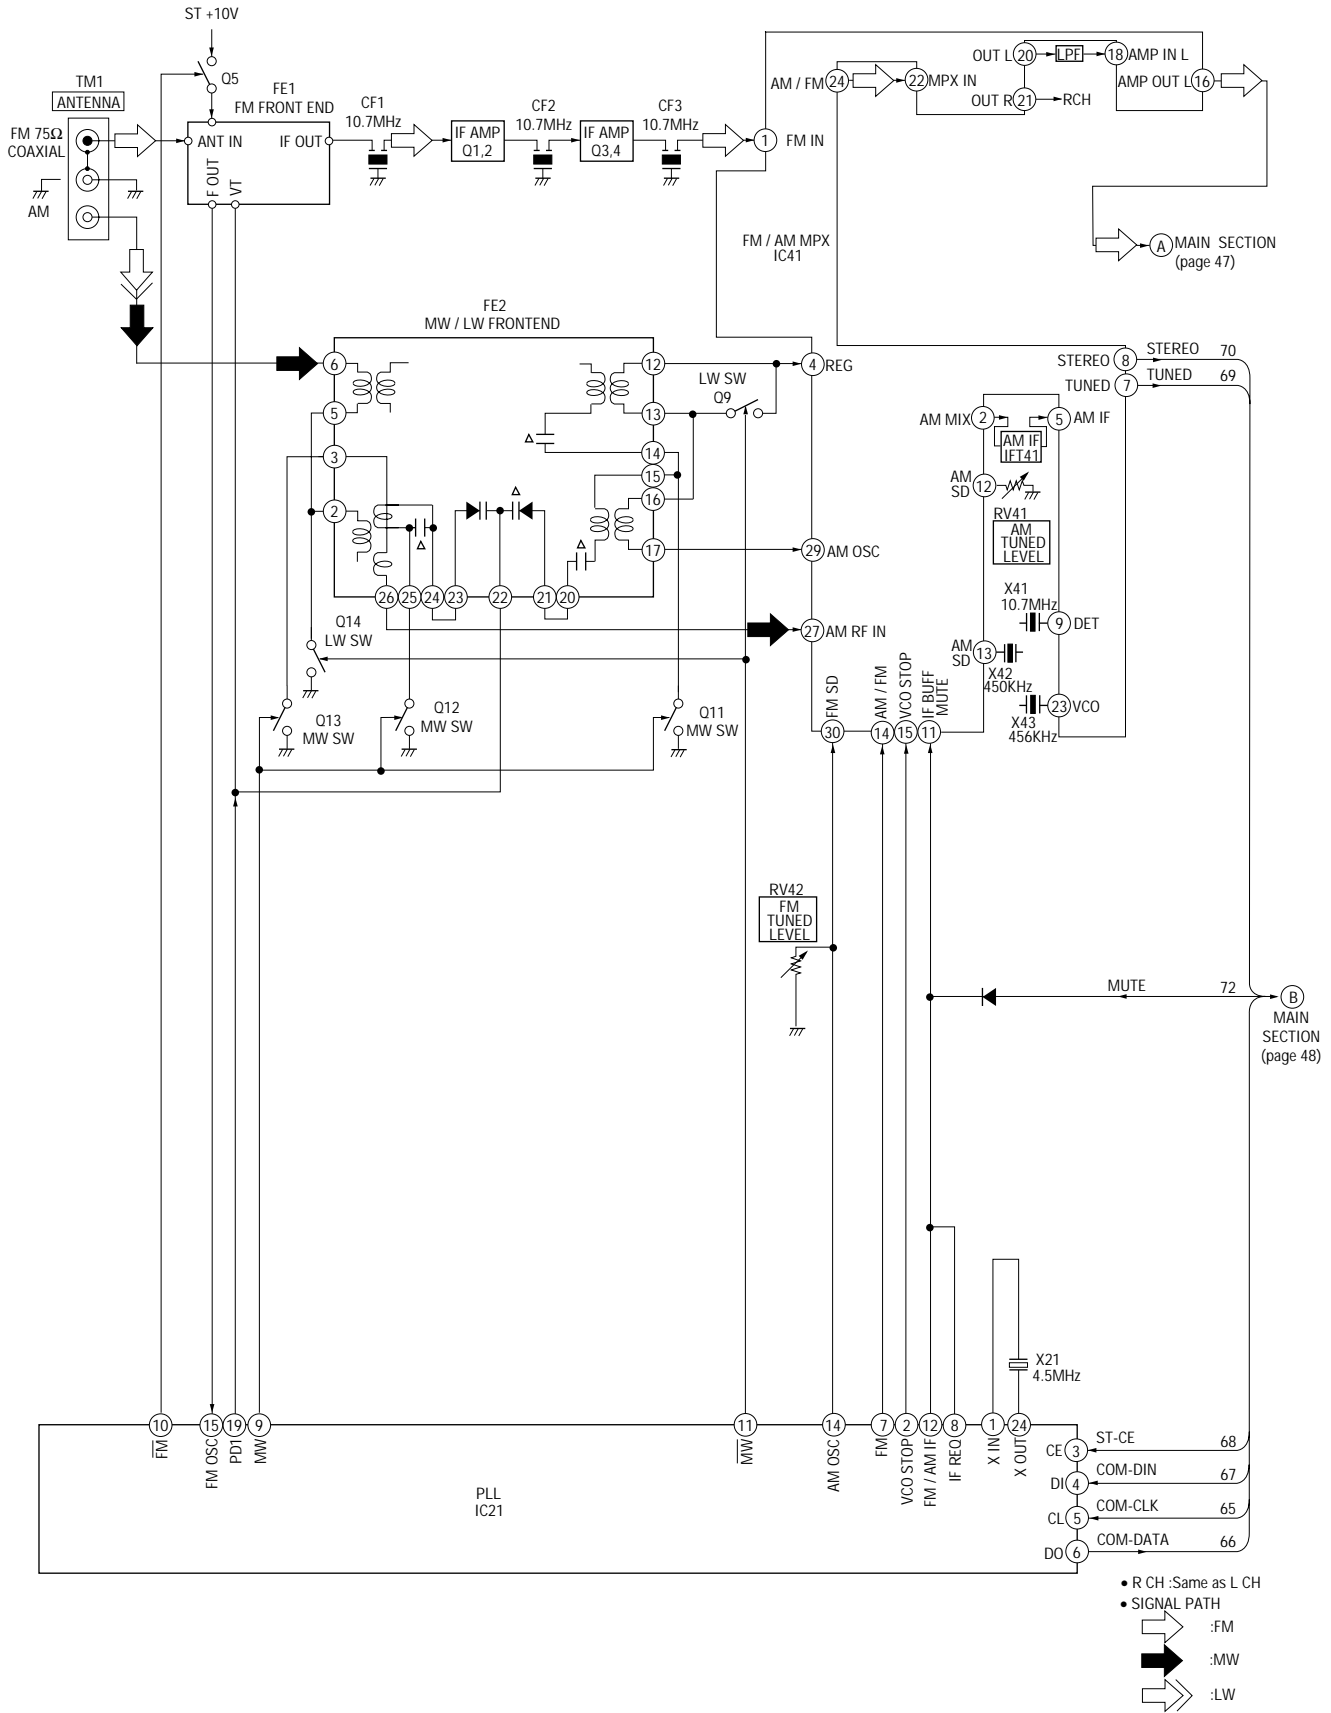 ST +10V
Q5
TM1
ANTENNA
FM 75Ω
COAXIAL
AM
FE1
FM FRONT END
ANT IN
IF OUT
F OUT
VT
CF1
10.7MHz
IF AMP
Q1,2
CF2
10.7MHz
IF AMP
Q3,4
CF3
10.7MHz
1
FM IN
AM / FM
24
22
MPX IN
OUT L
20
LPF
18
AMP IN L
OUT R
21
RCH
AMP OUT L
16
FM / AM MPX
IC41
A
MAIN SECTION
(page 47)
FE2
MW / LW FRONTEND
6
5
3
2
12
13
14
15
16
17
26
25
24
23
22
21
20
Δ
Δ
Δ
Δ
LW SW
Q9
4
REG
29
AM OSC
27
AM RF IN
STEREO
8
STEREO
70
TUNED
7
TUNED
69
AM MIX
2
5
AM IF
AM IF
IFT41
AM
SD
12
RV41
AM
TUNED
LEVEL
X41
10.7MHz
9
DET
AM
SD
13
X42
450KHz
23
VCO
X43
456KHz
Q14
LW SW
Q13
MW SW
Q12
MW SW
Q11
MW SW
FM SD
30
AM / FM
14
VCO STOP
15
IF BUFF
MUTE
11
RV42
FM
TUNED
LEVEL
MUTE
72
B
MAIN
SECTION
(page 48)
X21
4.5MHz
10
FM
15
FM OSC
19
PD1
9
MW
11
MW
14
AM OSC
7
FM
2
VCO STOP
12
FM / AM IF
8
IF REQ
1
X IN
24
X OUT
PLL
IC21
CE
3
ST-CE
68
DI
4
COM-DIN
67
CL
5
COM-CLK
65
DO
6
COM-DATA
66
• R CH :Same as L CH
• SIGNAL PATH
:FM
:MW
:LW